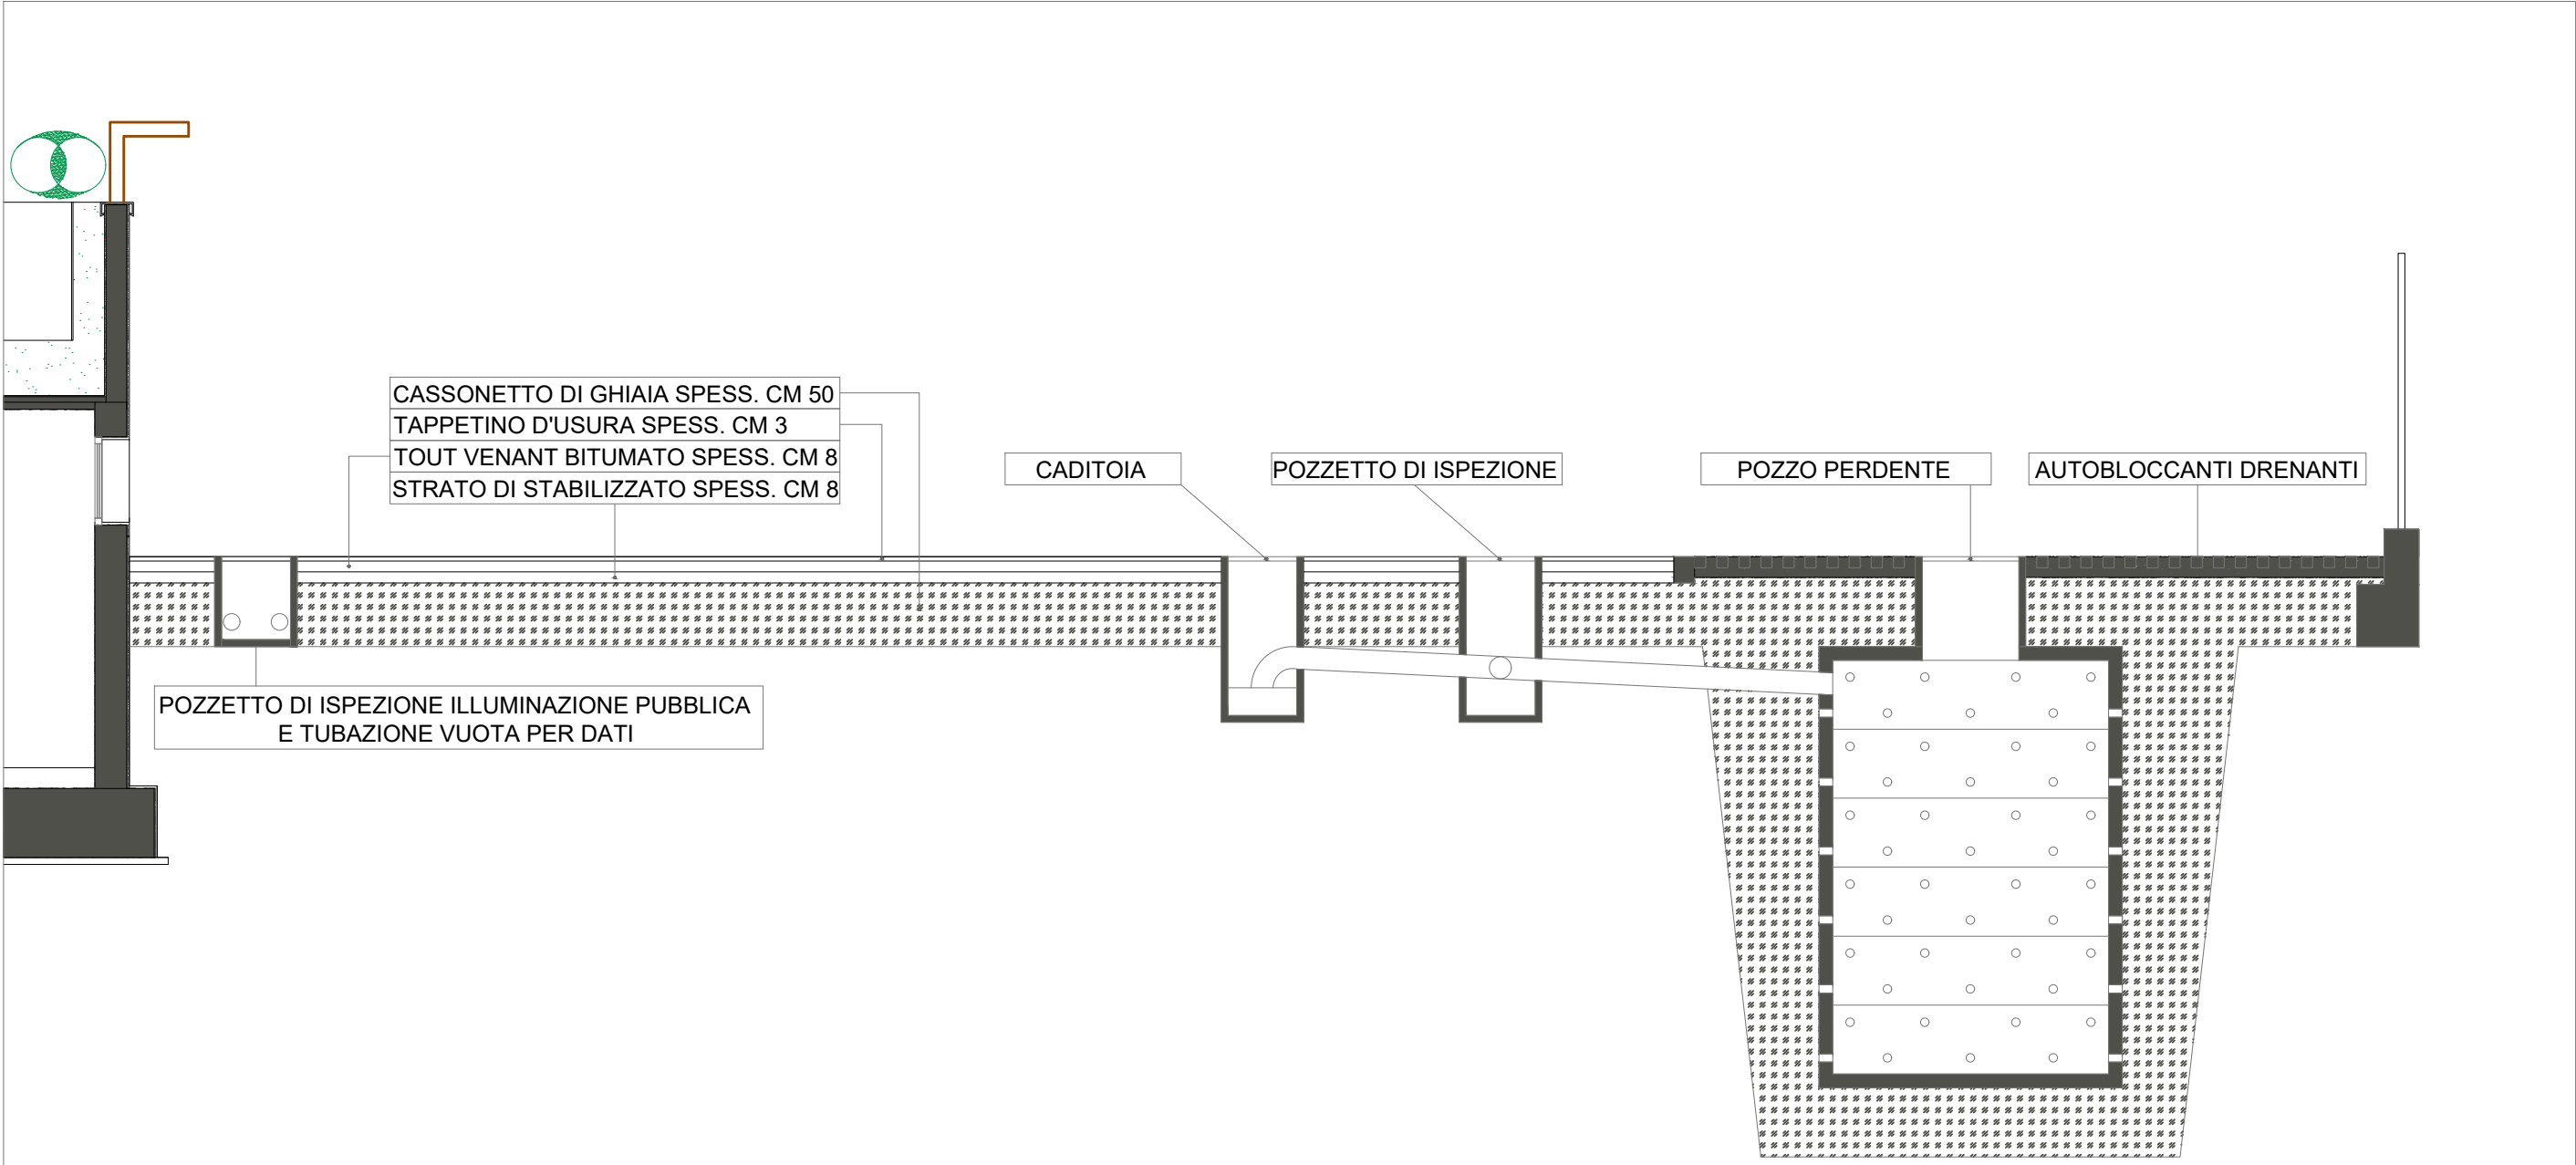 CASSONETTO DI GHIAIA SPESS. CM 50
TAPPETINO D'USURA SPESS. CM 3
TOUT VENANT BITUMATO SPESS. CM 8
STRATO DI STABILIZZATO SPESS. CM 8
CADITOIA
POZZETTO DI ISPEZIONE
POZZO PERDENTE
AUTOBLOCCANTI DRENANTI
POZZETTO DI ISPEZIONE ILLUMINAZIONE PUBBLICA
E TUBAZIONE VUOTA PER DATI